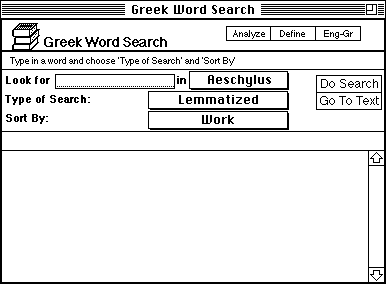 Greek Word Search
Greek Word Search
Analyze Define Eng-Gr
Type in a word and choose 'Type of Search' and 'Sort By'
Look for in Aeschylus
Do Search
Type of Search: Lemmatized
Go To Text
Sort By: Work